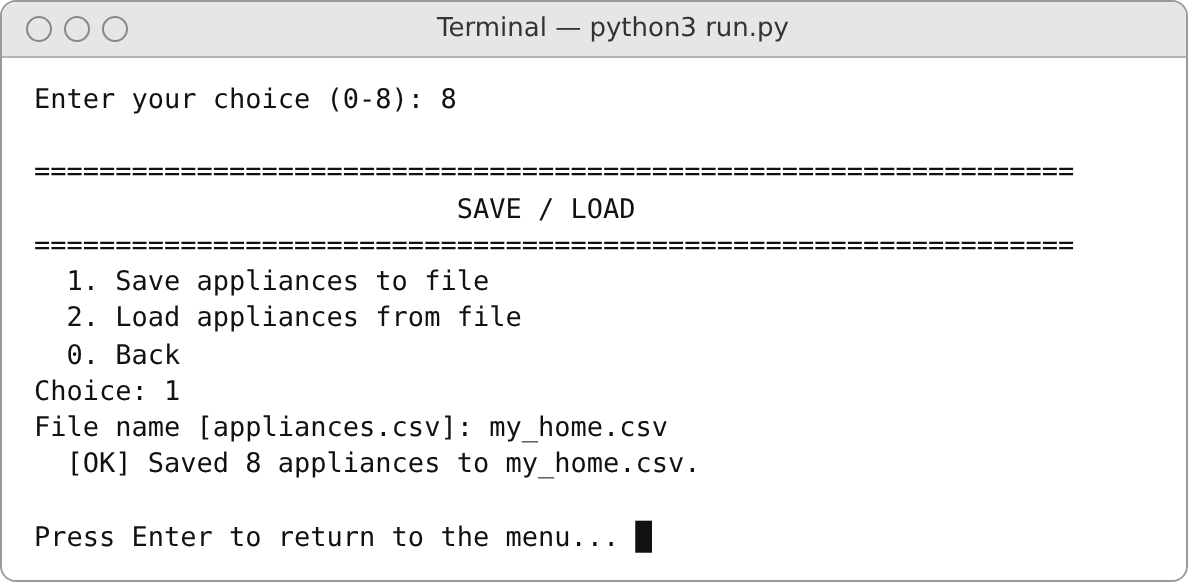 Terminal — python3 run.py
Enter your choice (0-8): 8
================================================================
                          SAVE / LOAD
================================================================
  1. Save appliances to file
  2. Load appliances from file
  0. Back
Choice: 1
File name [appliances.csv]: my_home.csv
  [OK] Saved 8 appliances to my_home.csv.
Press Enter to return to the menu...